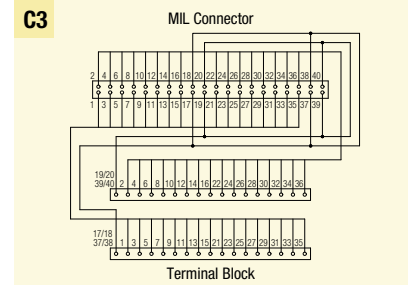 C3
MIL Connector
2 4 6 8 10 12 14 16 18 20 22 24 26 28 30 32 34 36 38 40
1 3 5 7 9 11 13 15 17 19 21 23 25 27 29 31 33 35 37 39
19/20
39/40 2 4 6 8 10 12 14 16 22 24 26 28 30 32 34 36
17/18
37/38 1 3 5 7 9 11 13 15 21 23 25 27 29 31 33 35
Terminal Block